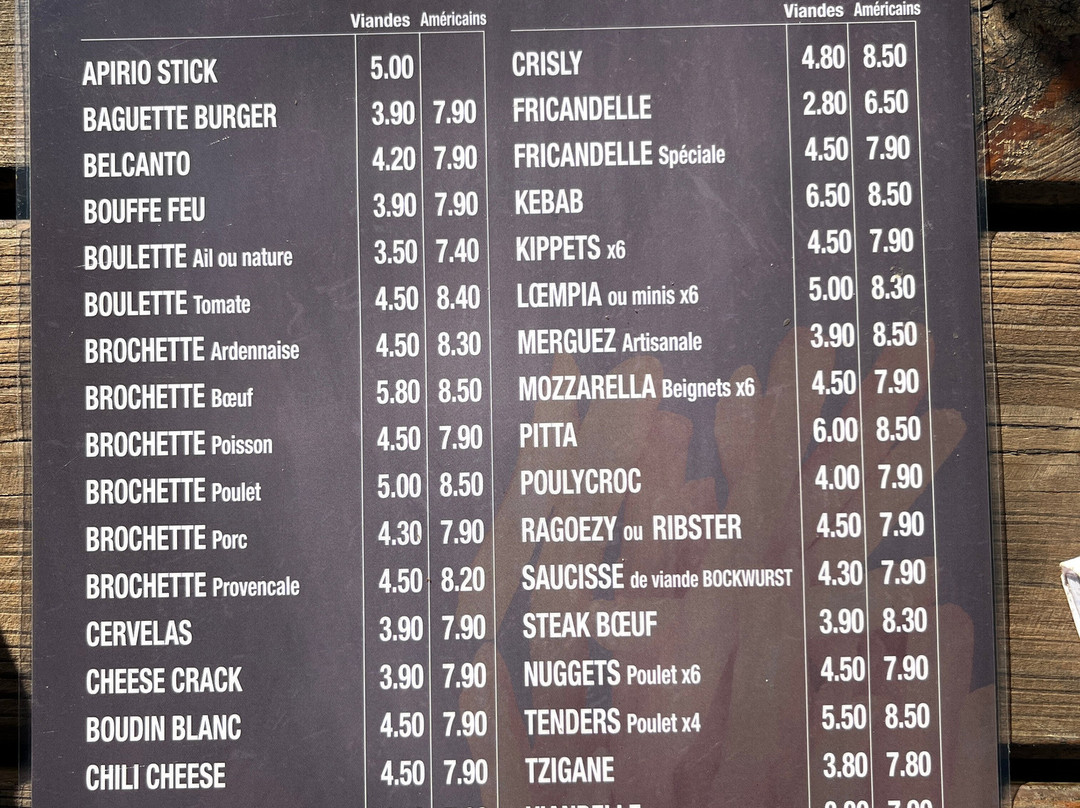 Viandes Américains
APIRIO STICK 5.00
BAGUETTE BURGER 3.90 7.90
BELCANTO 4.20 7.90
BOUFFE FEU 3.90 7.90
BOULETTE Ail ou nature 3.50 7.40
BOULETTE Tomate 4.50 8.40
BROCHETTE Ardennaise 4.50 8.30
BROCHETTE Bœuf 5.80 8.50
BROCHETTE Poisson 4.50 7.90
BROCHETTE Poulet 5.00 8.50
BROCHETTE Porc 4.30 7.90
BROCHETTE Provencale 4.50 8.20
CERVELAS 3.90 7.90
CHEESE CRACK 3.90 7.90
BOUDIN BLANC 4.50 7.90
CHILI CHEESE 4.50 7.90
Viandes Américains
CRISLY 4.80 8.50
FRICANDELLE 2.80 6.50
FRICANDELLE Spéciale 4.50 7.90
KEBAB 6.50 8.50
KIPPETS x6 4.50 7.90
LŒMPIA ou minis x6 5.00 8.30
MERGUEZ Artisanale 3.90 8.50
MOZZARELLA Beignets x6 4.50 7.90
PITTA 6.00 8.50
POULYCROC 4.00 7.90
RAGOEZY ou RIBSTER 4.50 7.90
SAUCISSE de viande BOCKWURST 4.30 7.90
STEAK BŒUF 3.90 8.30
NUGGETS Poulet x6 4.50 7.90
TENDERS Poulet x4 5.50 8.50
TZIGANE 3.80 7.80